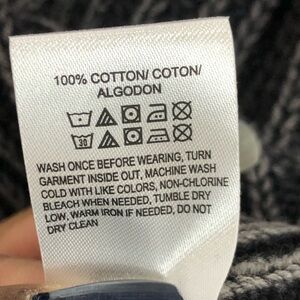 100% COTTON/ COTON/
ALGODON
30
WASH ONCE BEFORE WEARING, TURN
GARMENT INSIDE OUT, MACHINE WASH
COLD WITH LIKE COLORS, NON-CHLORINE
BLEACH WHEN NEEDED, TUMBLE DRY
LOW, WARM IRON IF NEEDED, DO NOT
DRY CLEAN